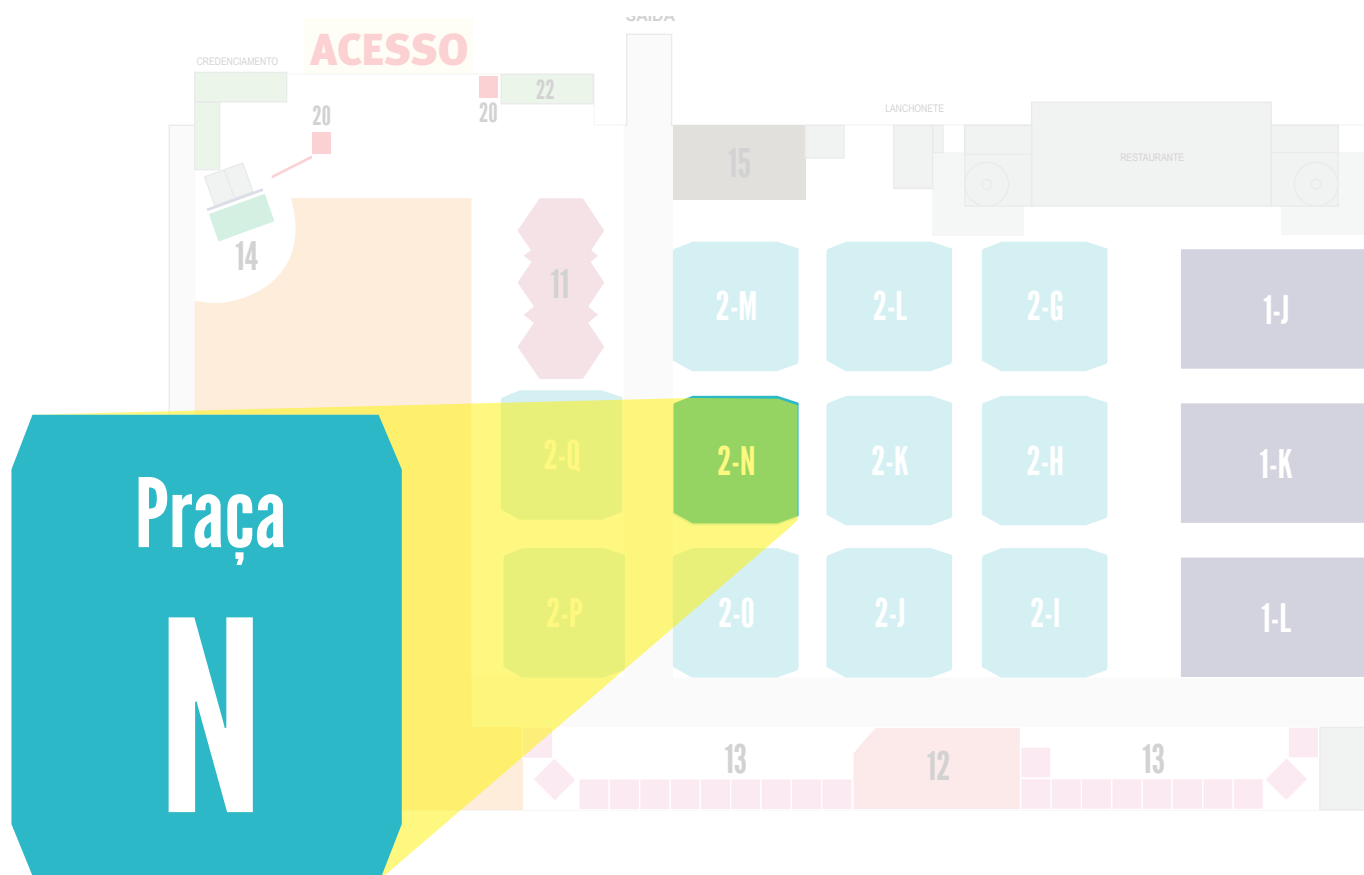 SAIDA
ACESSO
CREDENCIAMENTO
22
20
20
LANCHONETE
15
RESTAURANTE
14
11
2-M
2-L
2-G
1-J
2-Q
2-N
2-K
2-H
1-K
Praça
N
2-P
2-O
2-J
2-I
1-L
13
12
13